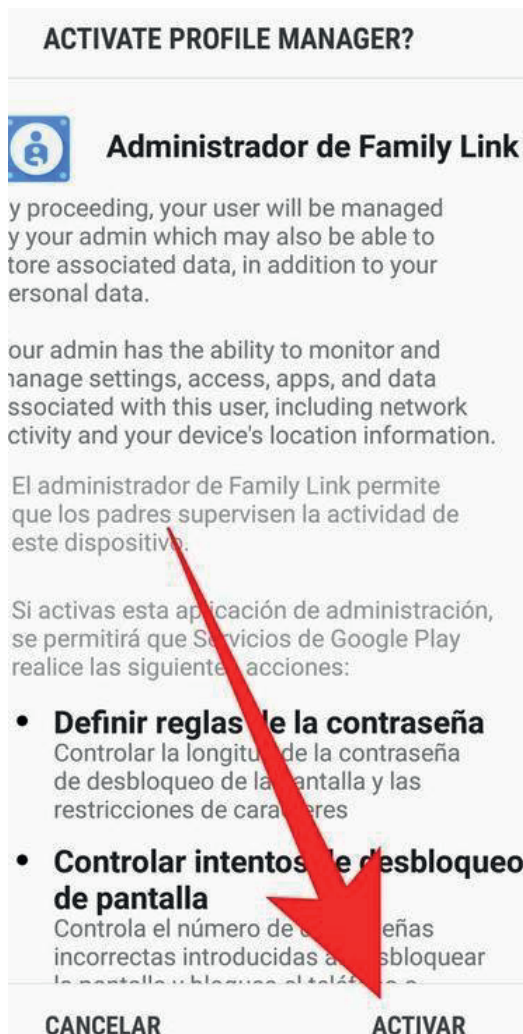 ACTIVATE PROFILE MANAGER?
Administrador de Family Link
y proceeding, your user will be managed
y your admin which may also be able to
tore associated data, in addition to your
ersonal data.
our admin has the ability to monitor and
anage settings, access, apps, and data
ssociated with this user, including network
ctivity and your device's location information.
El administrador de Family Link permite
que los padres supervisen la actividad de
este dispositivo.
Si activas esta aplicación de administración,
se permitirá que Servicios de Google Play
realice las siguientes acciones:
• Definir reglas de la contraseña
Controlar la longitud de la contraseña
de desbloqueo de la pantalla y las
restricciones de caracteres
• Controlar intentos de desbloqueo
de pantalla
Controla el número de eñas
incorrectas introducidas al desbloquear
CANCELAR
ACTIVAR